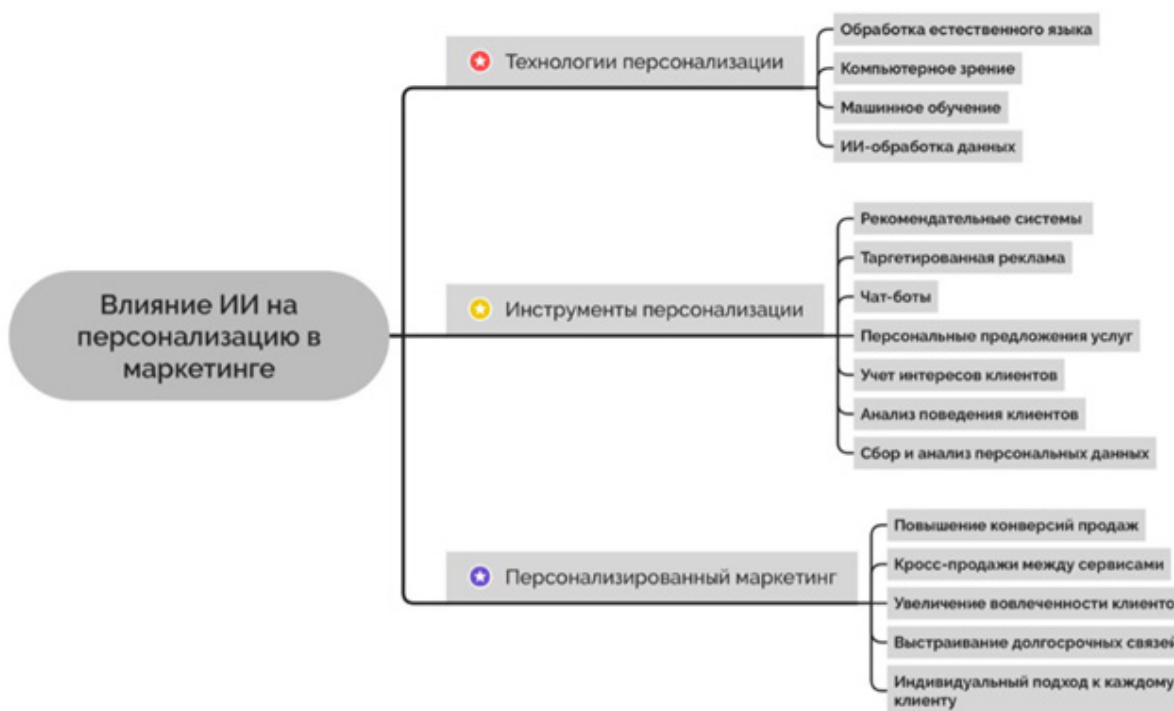 Обработка естественного языка
Технологии персонализации
Компьютерное зрение
Машинное обучение
ИИ-обработка данных
Влияние ИИ на
персонализацию в
маркетинге
Рекомендательные системы
Таргетированная реклама
Чат-боты
Инструменты персонализации
Персональные предложения услуг
Учет интересов клиентов
Анализ поведения клиентов
Сбор и анализ персональных данных
Повышение конверсий продаж
Кросс-продажи между сервисами
Персонализированный маркетинг
Увеличение вовлеченности клиенто
Выстраивание долгосрочных связей
Индивидуальный подход к каждому
клиенту